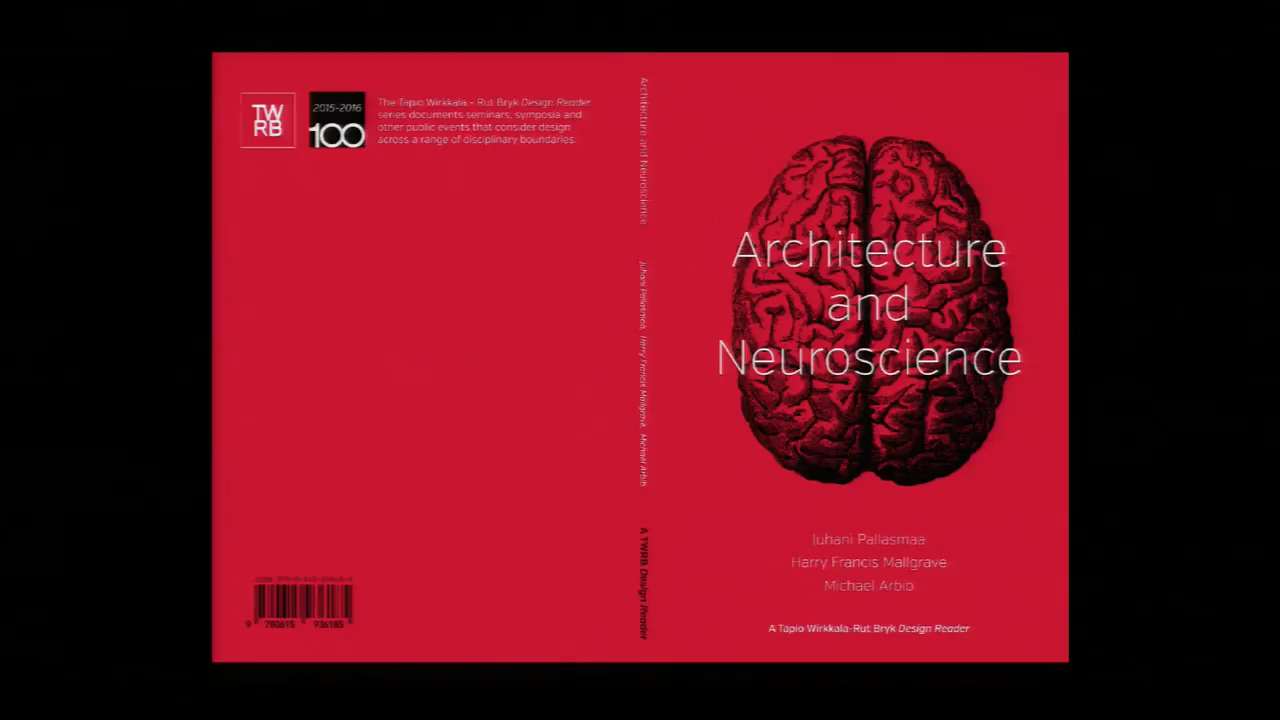 TW
RB
2015-2016
100
The Tapio Wirkkala - Rut Bryk Design Reader
series documents seminars, symposia and
other public events that consider design
across a range of disciplinary boundaries.
9 780615 936185
Architecture and Neuroscience
Juhani Pallasmaa, Harry Francis Mallgrave, Michael Arbib
A TWRB Design Reader
Architecture
and
Neuroscience
Juhani Pallasmaa
Harry Francis Mallgrave
Michael Arbib
A Tapio Wirkkala-Rut Bryk Design Reader